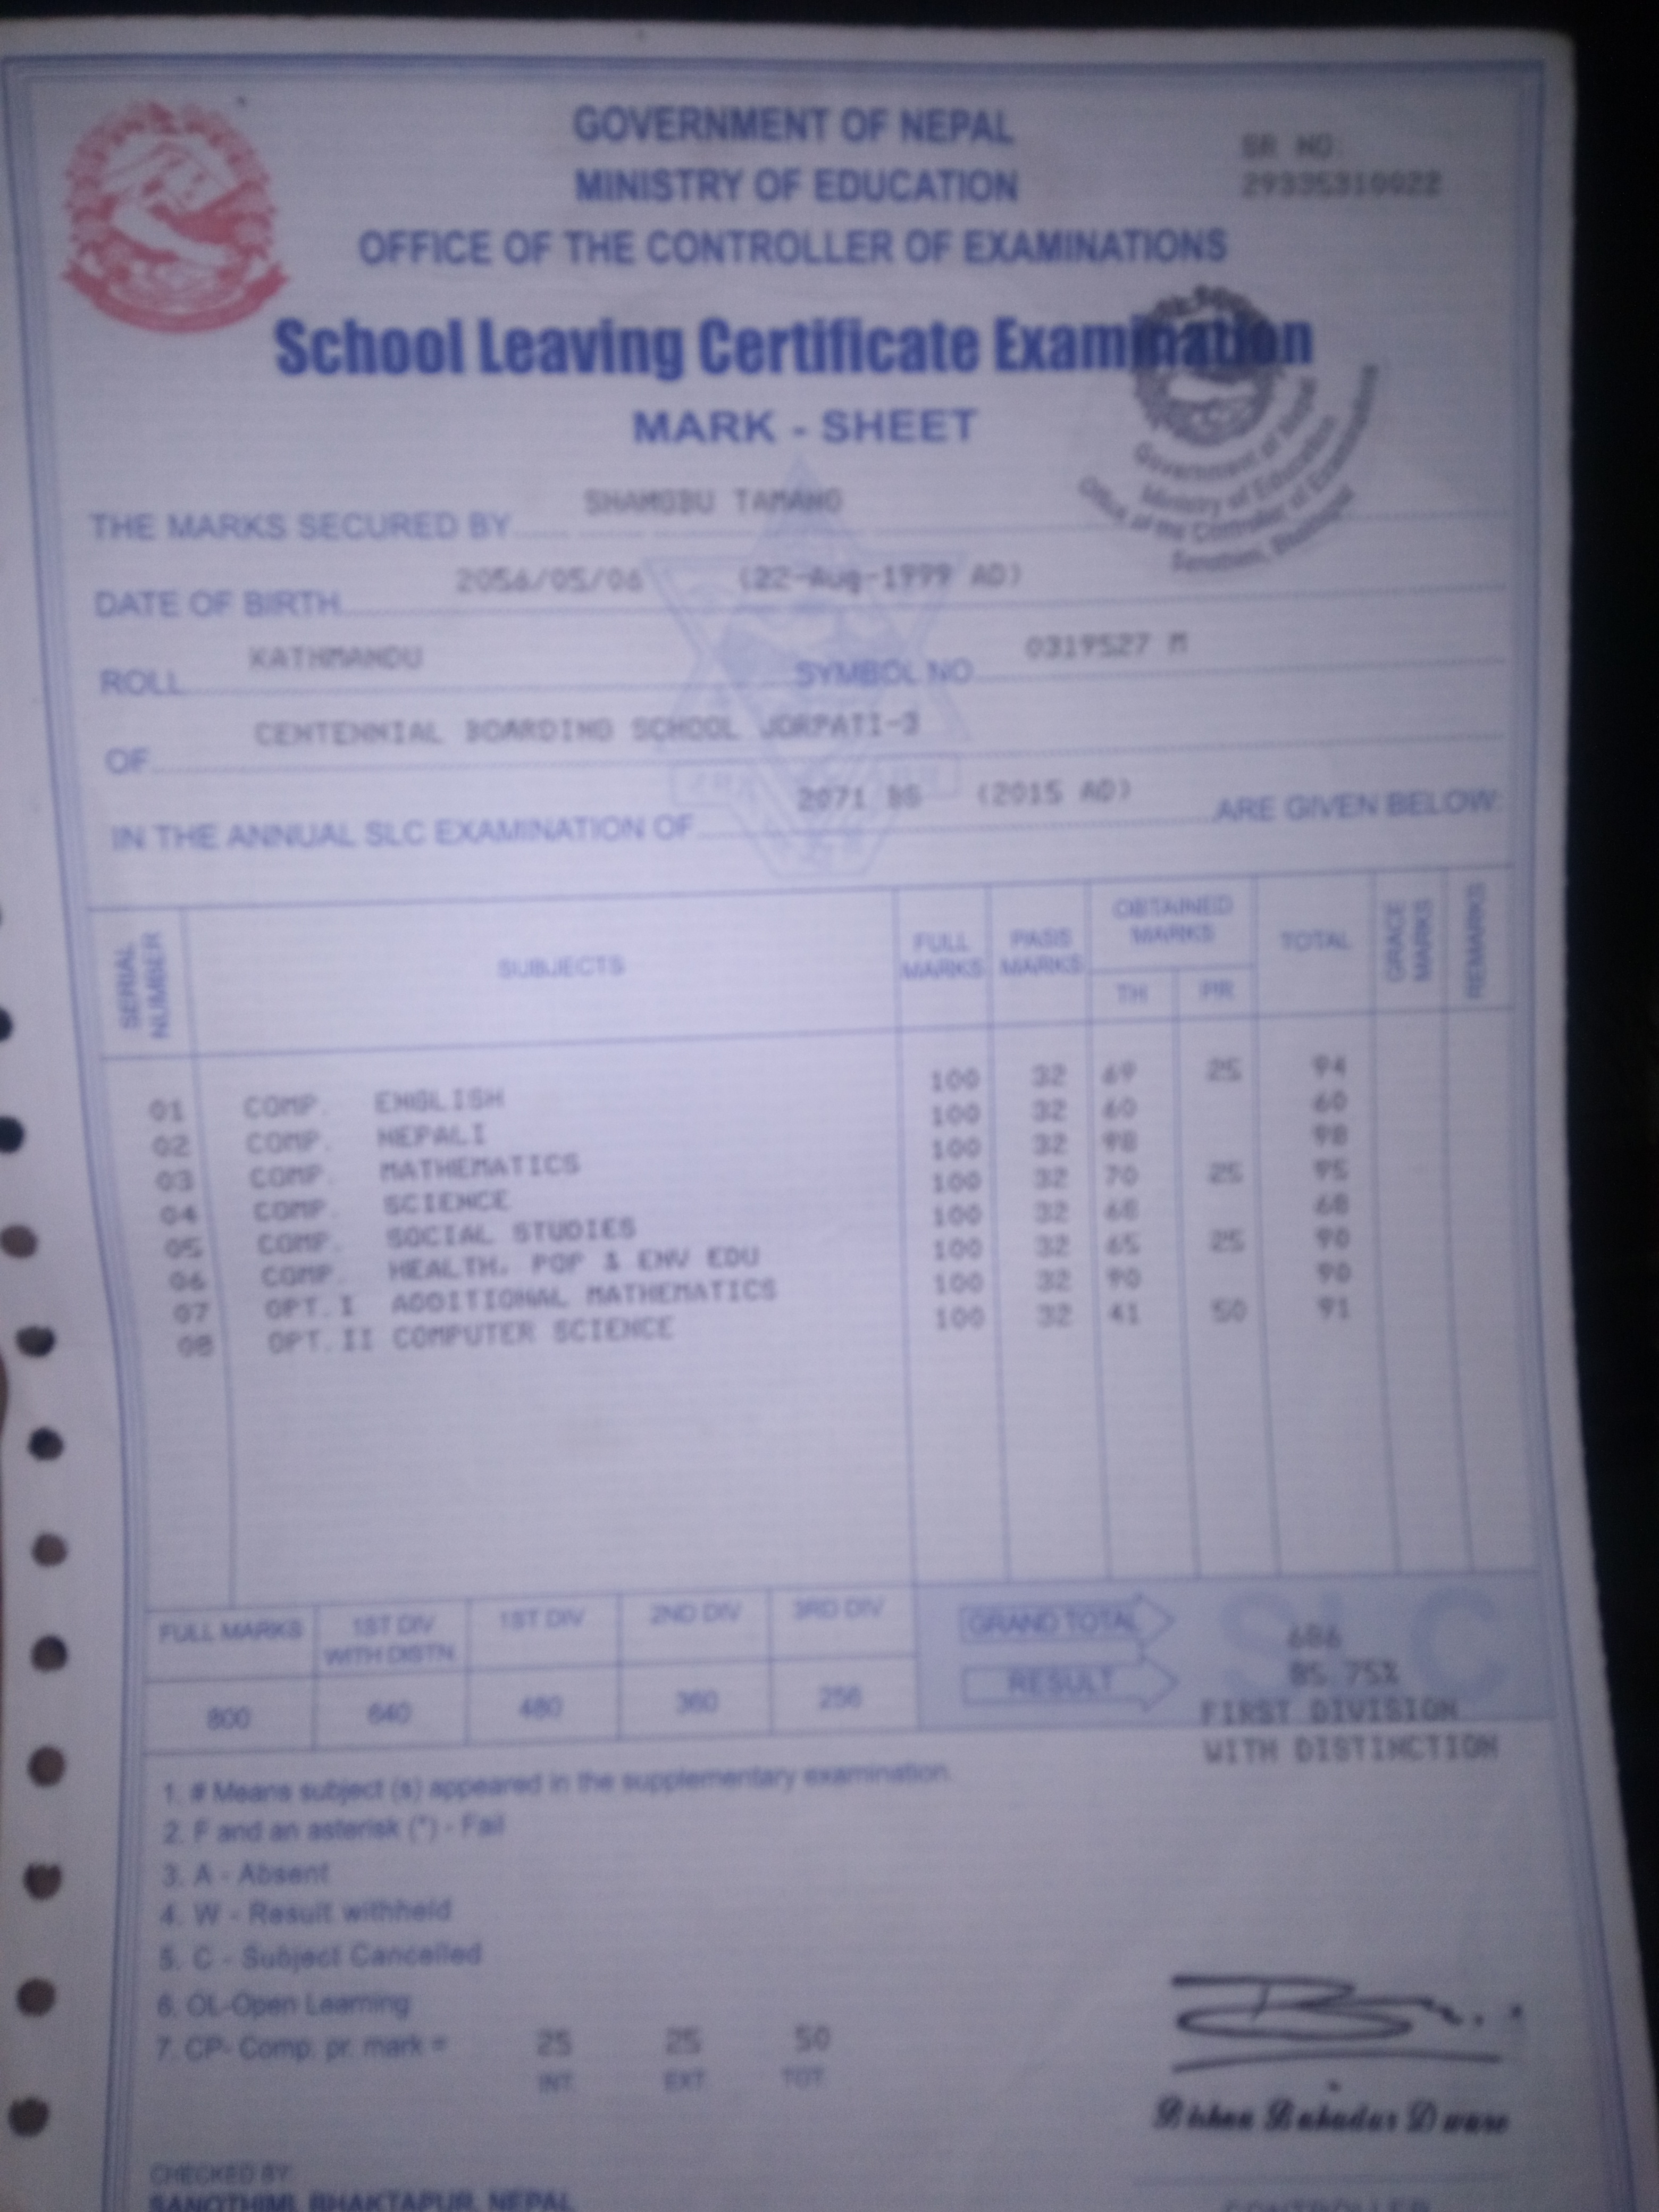 GOVERNMENT OF NEPAL
MINISTRY OF EDUCATION
OFFICE OF THE CONTROLLER OF EXAMINATIONS
SR NO:
29335310022
School Leaving Certificate Examination
MARK - SHEET
Government of Nepal
Ministry of Education
Office of the Controller of Examinations
Sanothimi, Bhaktapur
THE MARKS SECURED BY SHAMGBU TAMANG
DATE OF BIRTH 2056/05/06 (22-Aug-1999 AD)
ROLL KATHMANDU SYMBOL NO 0319527 M
OF CENTENNIAL BOARDING SCHOOL JORPATI-3
IN THE ANNUAL SLC EXAMINATION OF 2071 BS (2015 AD) ARE GIVEN BELOW:
SERIAL NUMBER SUBJECTS FULL MARKS PASS MARKS OBTAINED MARKS TH PR TOTAL GRACE MARKS REMARKS
01 COMP. ENGLISH 100 32 69 25 94
02 COMP. NEPALI 100 32 60 60
03 COMP. MATHEMATICS 100 32 98 98
04 COMP. SCIENCE 100 32 70 25 95
05 COMP. SOCIAL STUDIES 100 32 68 68
06 COMP. HEALTH, POP & ENV EDU 100 32 65 25 90
07 OPT.I ADDITIONAL MATHEMATICS 100 32 90 90
08 OPT.II COMPUTER SCIENCE 100 32 41 50 91
FULL MARKS 1ST DIV WITH DISTN. 1ST DIV 2ND DIV 3RD DIV
800 640 480 360 256
SLC
GRAND TOTAL 686
RESULT 85.75%
FIRST DIVISION
WITH DISTINCTION
1. # Means subject (s) appeared in the supplementary examination.
2. F and an asterisk (*) - Fail
3. A - Absent
4. W - Result withheld
5. C - Subject Cancelled
6. OL-Open Learning
7. CP- Comp. pr. mark = 25 25 50
INT. EXT. TOT.
Bishnu Bahadur Dware
CHECKED BY:
SANOTHIMI, BHAKTAPUR, NEPAL
CONTROLLER